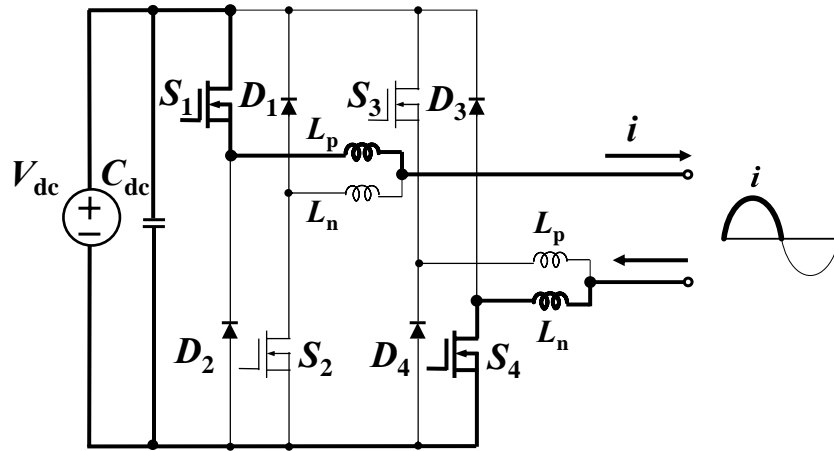 S1 D1 S3 D3
Lp
i
Vdc Cdc
+
−
Ln
i
Lp
Ln
D2 S2 D4 S4